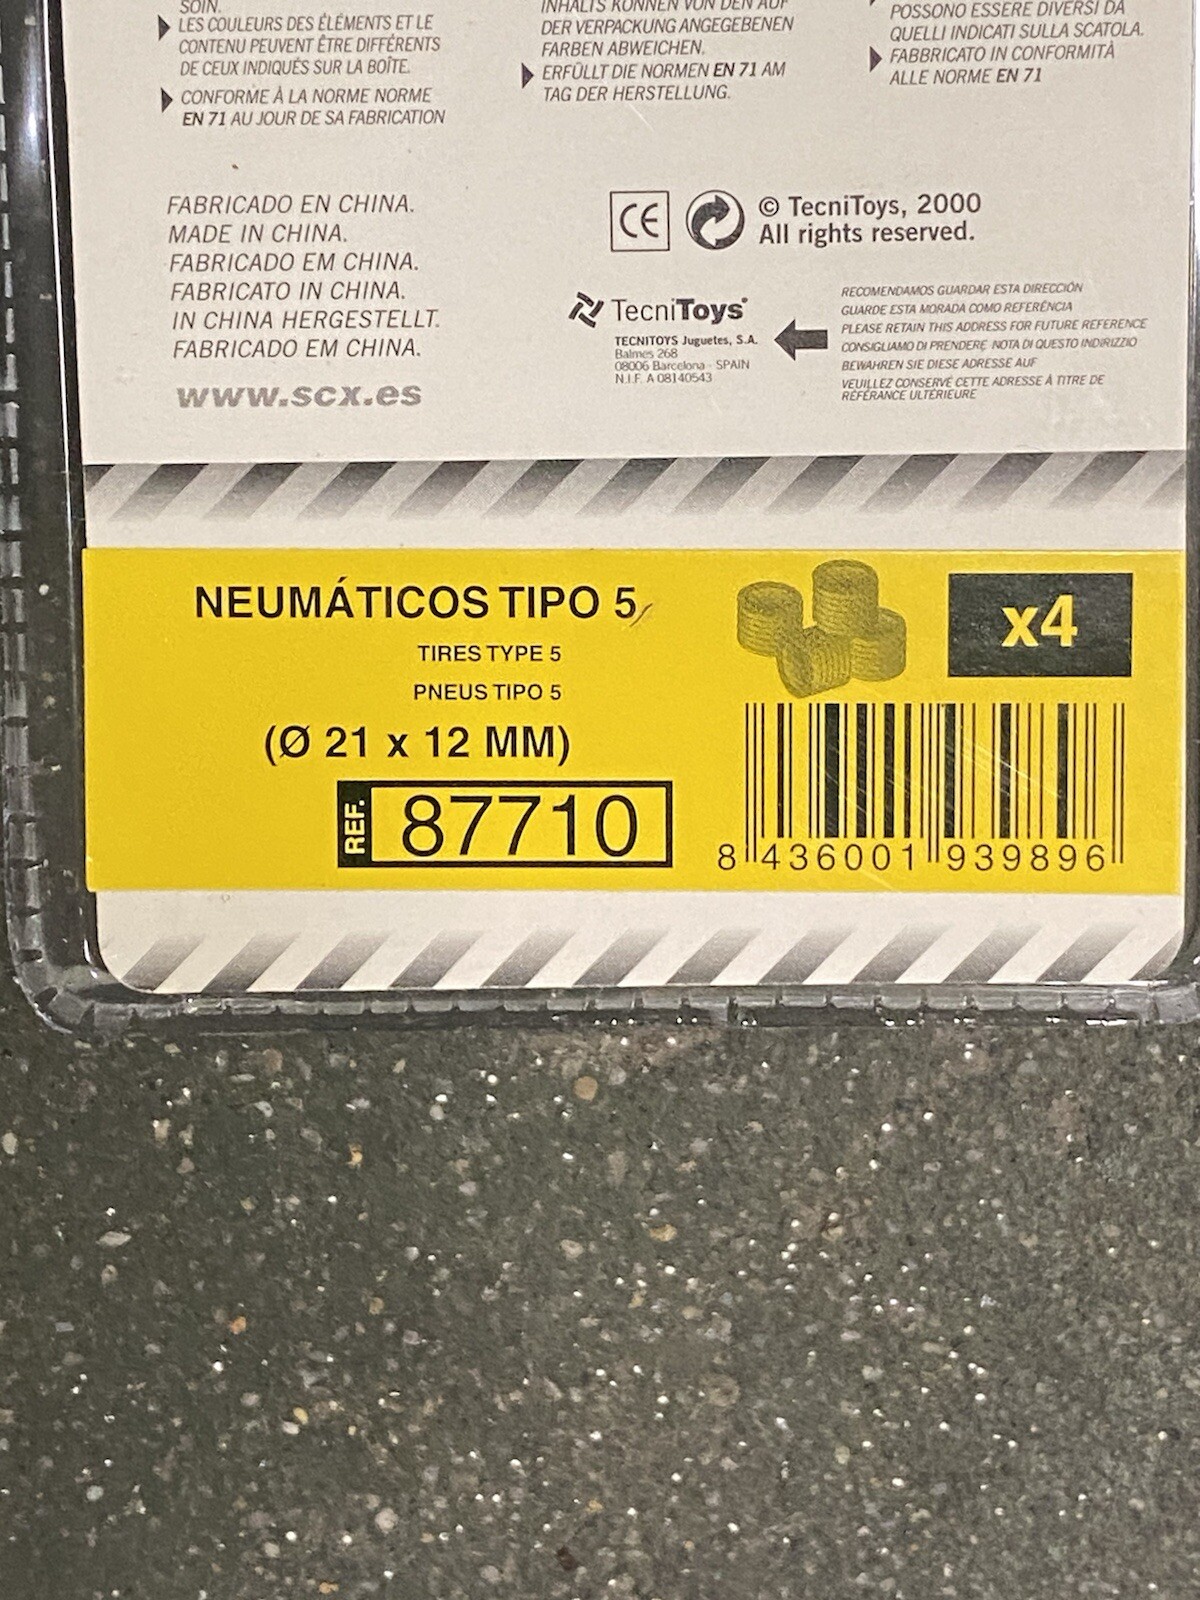 SOIN.
LES COULEURS DES ÉLÉMENTS ET LE
CONTENU PEUVENT ÊTRE DIFFÉRENTS
DE CEUX INDIQUÉS SUR LA BOÎTE.
CONFORME À LA NORME NORME
EN 71 AU JOUR DE SA FABRICATION
INHALTS KÖNNEN VON DEN AUF
DER VERPACKUNG ANGEGEBENEN
FARBEN ABWEICHEN.
ERFÜLLT DIE NORMEN EN 71 AM
TAG DER HERSTELLUNG.
POSSONO ESSERE DIVERSI DA
QUELLI INDICATI SULLA SCATOLA.
FABBRICATO IN CONFORMITÀ
ALLE NORME EN 71
FABRICADO EN CHINA.
MADE IN CHINA.
FABRICADO EM CHINA.
FABRICATO IN CHINA.
IN CHINA HERGESTELLT.
FABRICADO EM CHINA.
www.scx.es
CE
© TecniToys, 2000
All rights reserved.
TecniToys
TECNITOYS Juguetes, S.A.
Balmes 268
08006 Barcelona - SPAIN
N.I.F. A 08140543
RECOMENDAMOS GUARDAR ESTA DIRECCIÓN
GUARDE ESTA MORADA COMO REFERÊNCIA
PLEASE RETAIN THIS ADDRESS FOR FUTURE REFERENCE
CONSIGLIAMO DI PRENDERE NOTA DI QUESTO INDIRIZZIO
BEWAHREN SIE DIESE ADRESSE AUF
VEUILLEZ CONSERVÉ CETTE ADRESSE À TITRE DE
RÉFÉRANCE ULTÉRIEURE
NEUMÁTICOS TIPO 5
TIRES TYPE 5
PNEUS TIPO 5
(Ø 21 x 12 MM)
REF. 87710
x4
8 436001 939896